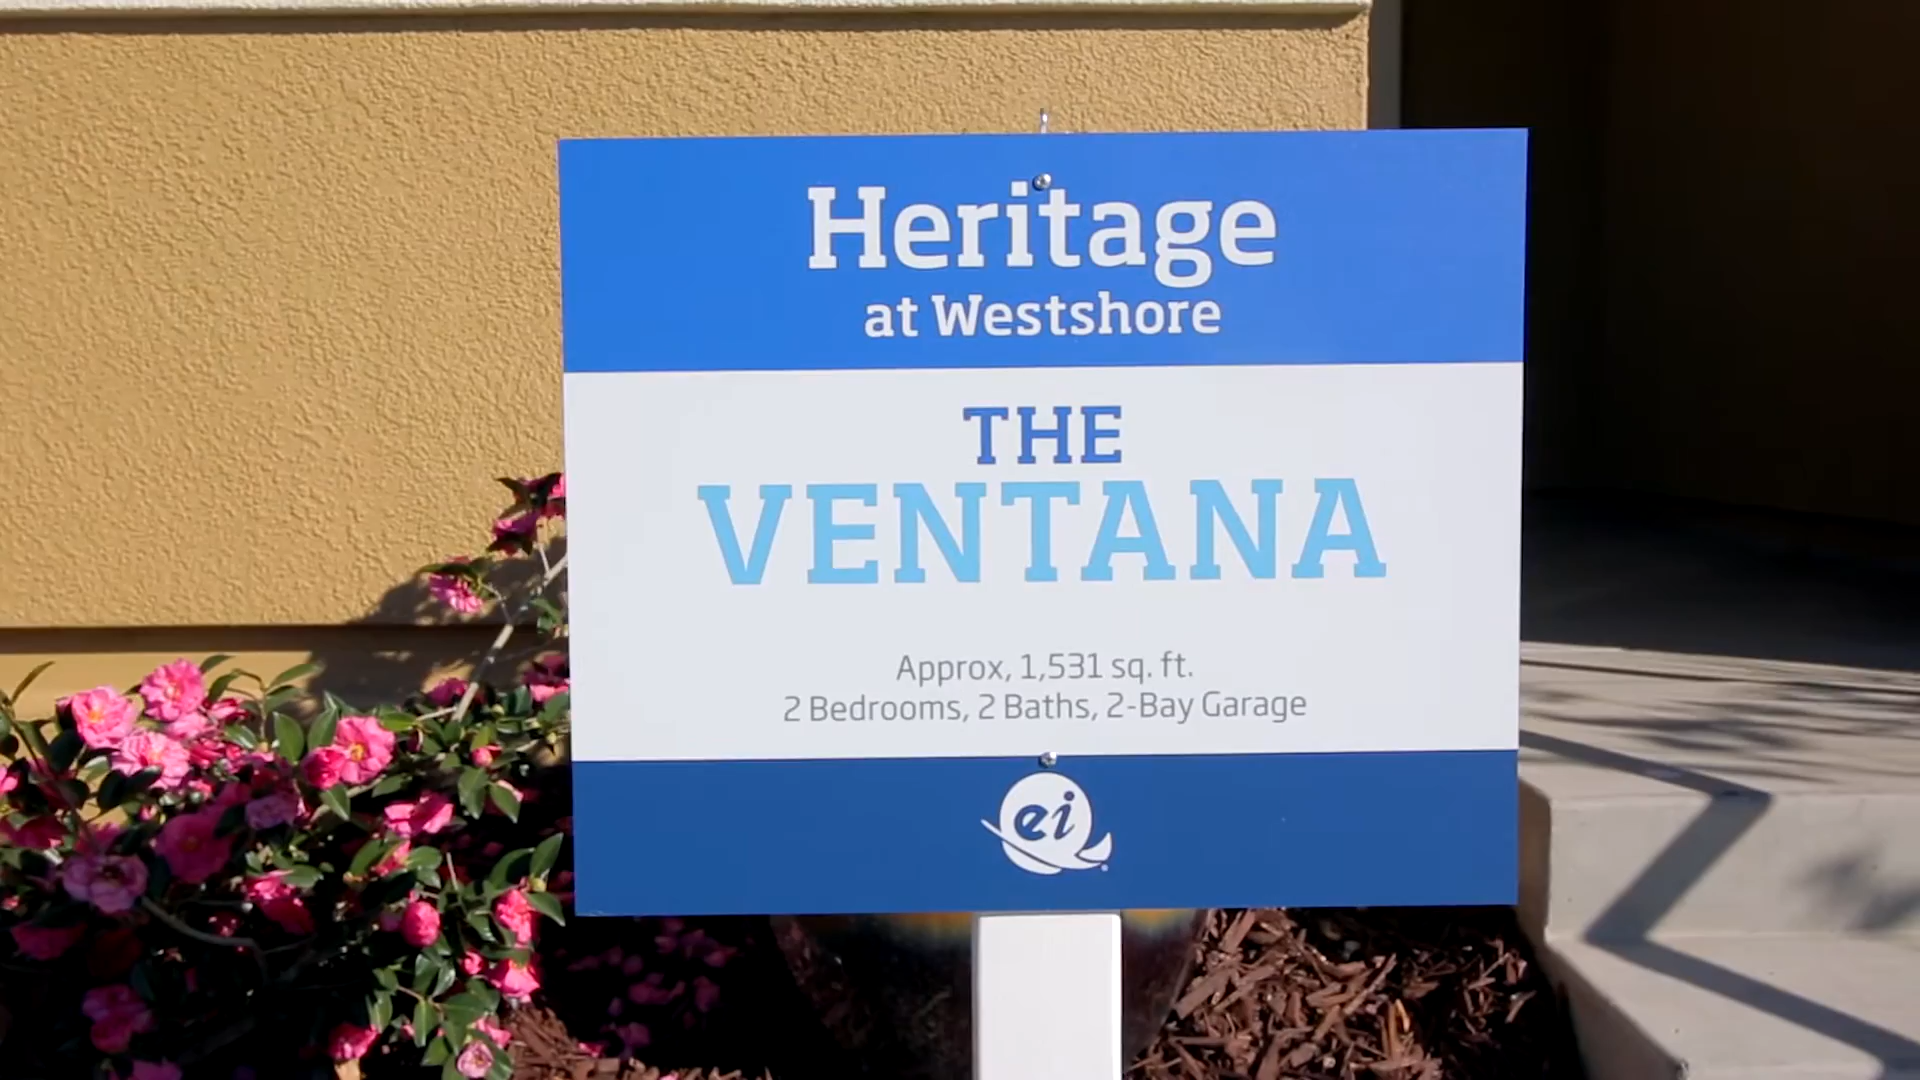 Heritage
at Westshore
THE
VENTANA
Approx, 1,531 sq. ft.
2 Bedrooms, 2 Baths, 2-Bay Garage
ei